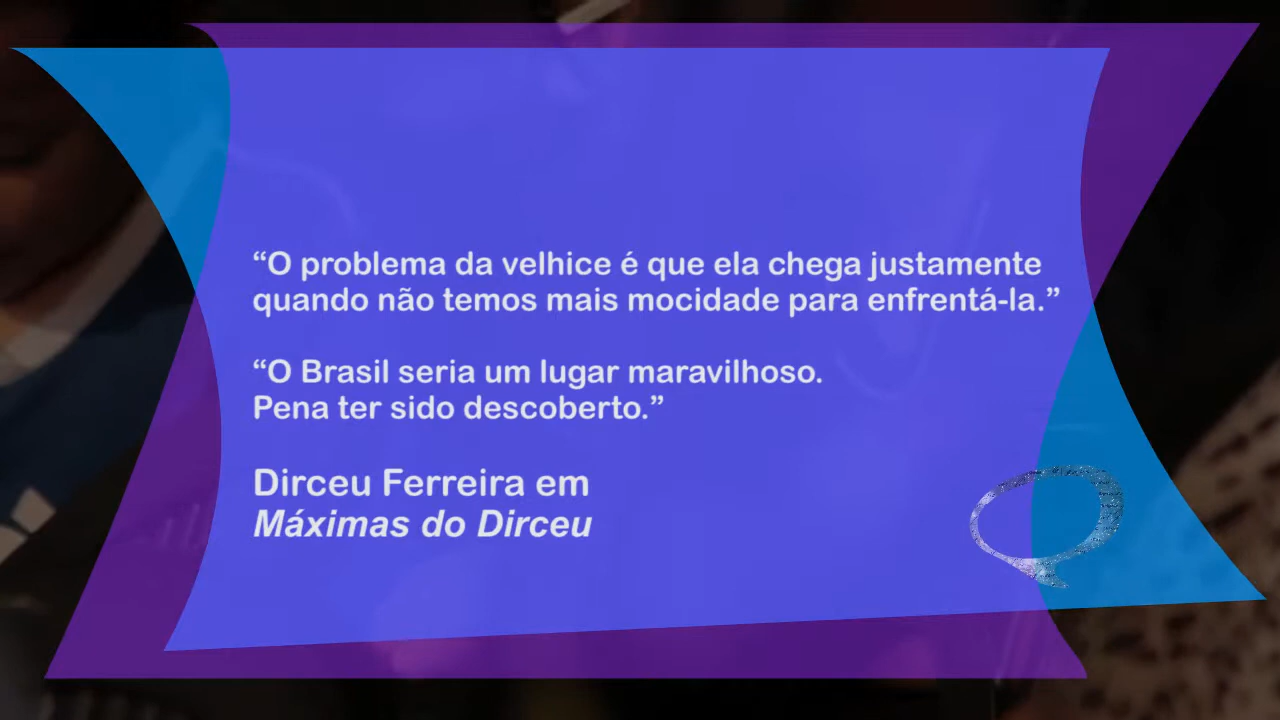 “O problema da velhice é que ela chega justamente
quando não temos mais mocidade para enfrentá-la.”
“O Brasil seria um lugar maravilhoso.
Pena ter sido descoberto.”
Dirceu Ferreira em
Máximas do Dirceu